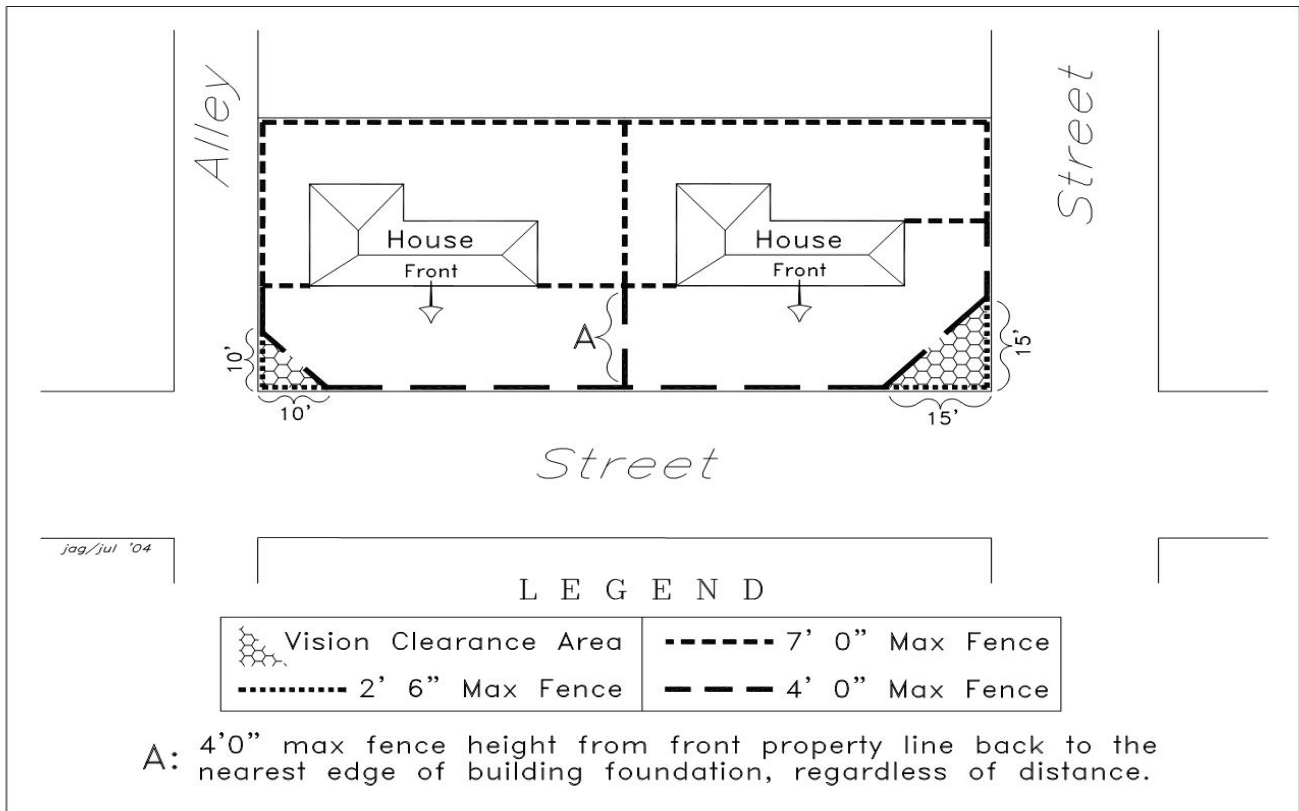 Alley
Street
House
Front
House
Front
A
10'
10'
15'
15'
Street
jag/jul '04
LEGEND
Vision Clearance Area
7' 0" Max Fence
2' 6" Max Fence
4' 0" Max Fence
A: 4'0" max fence height from front property line back to the
nearest edge of building foundation, regardless of distance.